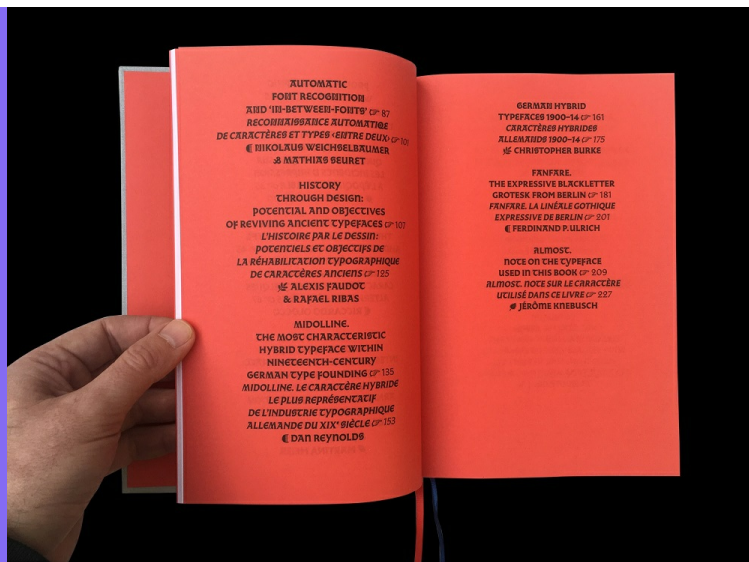 AUTOMATIC
FONT RECOGNITION
AND ‘IN-BETWEEN-FONTS’ ☞ 87
RECONNAISSANCE AUTOMATIQE
DE CARACTÈRES ET TYPES ‹ENTRE DEUX› ☞ 101
NIKOLAUS WEICHSELBAUMER
& MATHIAS SEURET
HISTORY
THROUGH DESIGN:
POTENTIAL AND OBJECTIVES
OF REVIVING ANCIENT TYPEFACES ☞ 107
L’HISTOIRE PAR LE DESSIN:
POTENTIELS ET OBJECTIFS DE
LA RÉHABILITATION TYPOGRAPHIQUE
DE CARACTÈRES ANCIENS ☞ 125
❦ ALEXIS FAUDOT
& RAFAEL RIBAS
MIDOLLINE.
THE MOST CHARACTERISTIC
HYBRID TYPEFACE WITHIN
NINETEENTH-CENTURY
GERMAN TYPE FOUNDING ☞ 135
MIDOLLINE. LE CARACTÈRE HYBRIDE
LE PLUS REPRÉSENTATIF
DE L’INDUSTRIE TYPOGRAPHIQUE
ALLEMANDE DU XIXᵉ SIÈCLE ☞ 153
DAN REYNOLDS
GERMAN HYBRID
TYPEFACES 1900–14 ☞ 161
CARACTÈRES HYBRIDES
ALLEMANDS 1900–14 ☞ 175
❦ CHRISTOPHER BURKE
FANFARE.
THE EXPRESSIVE BLACKLETTER
GROTESK FROM BERLIN ☞ 181
FANFARE. LA LINÉALE GOTHIQUE
EXPRESSIVE DE BERLIN ☞ 201
FERDINAND P. ULRICH
ALMOST.
NOTE ON THE TYPEFACE
USED IN THIS BOOK ☞ 209
ALMOST. NOTE SUR LE CARACTÈRE
UTILISÉ DANS CE LIVRE ☞ 227
JÉRÔME KNEBUSCH